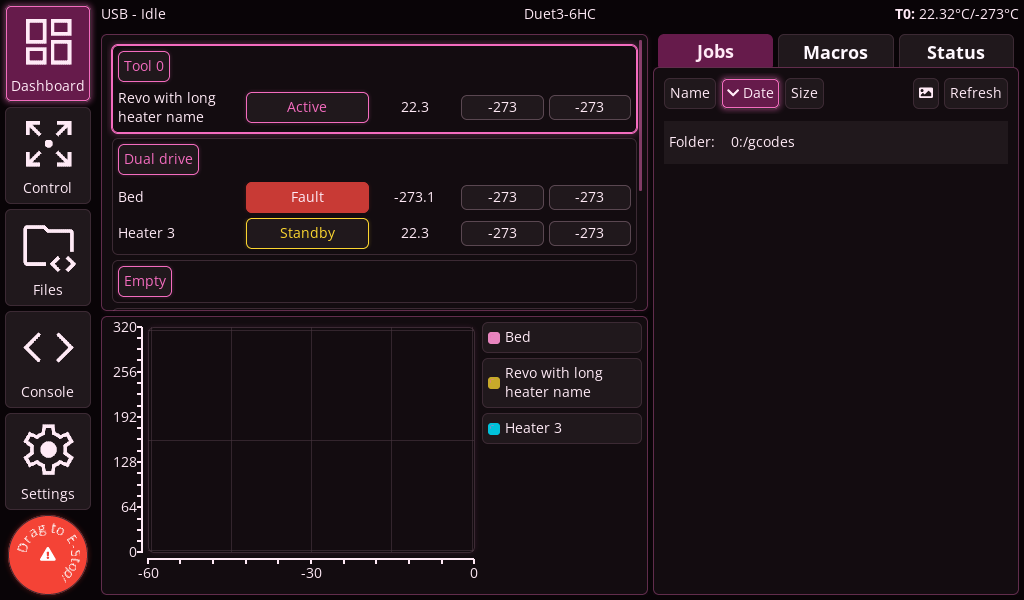 USB - Idle
Duet3-6HC
T0: 22.32°C/-273°C
Dashboard
Control
Files
Console
Settings
Drag to E-Stop!
Tool 0
Revo with long
heater name
Active
22.3
-273
-273
Dual drive
Bed
Fault
-273.1
-273
-273
Heater 3
Standby
22.3
-273
-273
Empty
320
256
192
128
64
0
-60
-30
0
Bed
Revo with long
heater name
Heater 3
Jobs
Macros
Status
Name
Date
Size
Refresh
Folder:
0:/gcodes